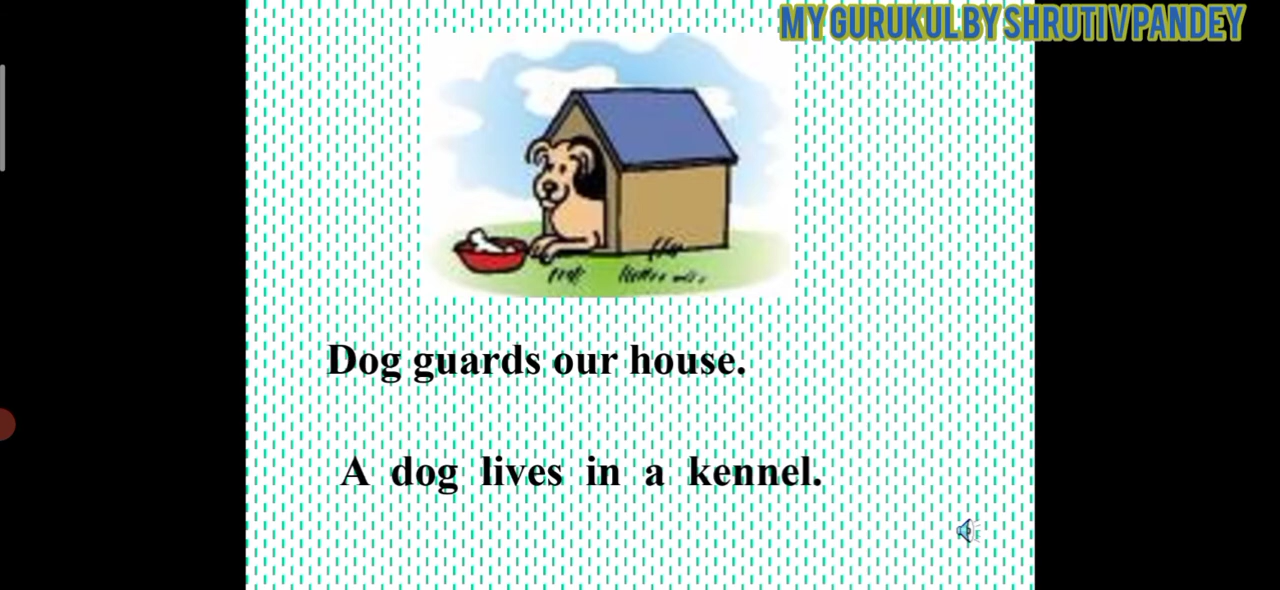 MY GURUKUL BY SHRUTI V PANDEY
Dog guards our house.
A dog lives in a kennel.